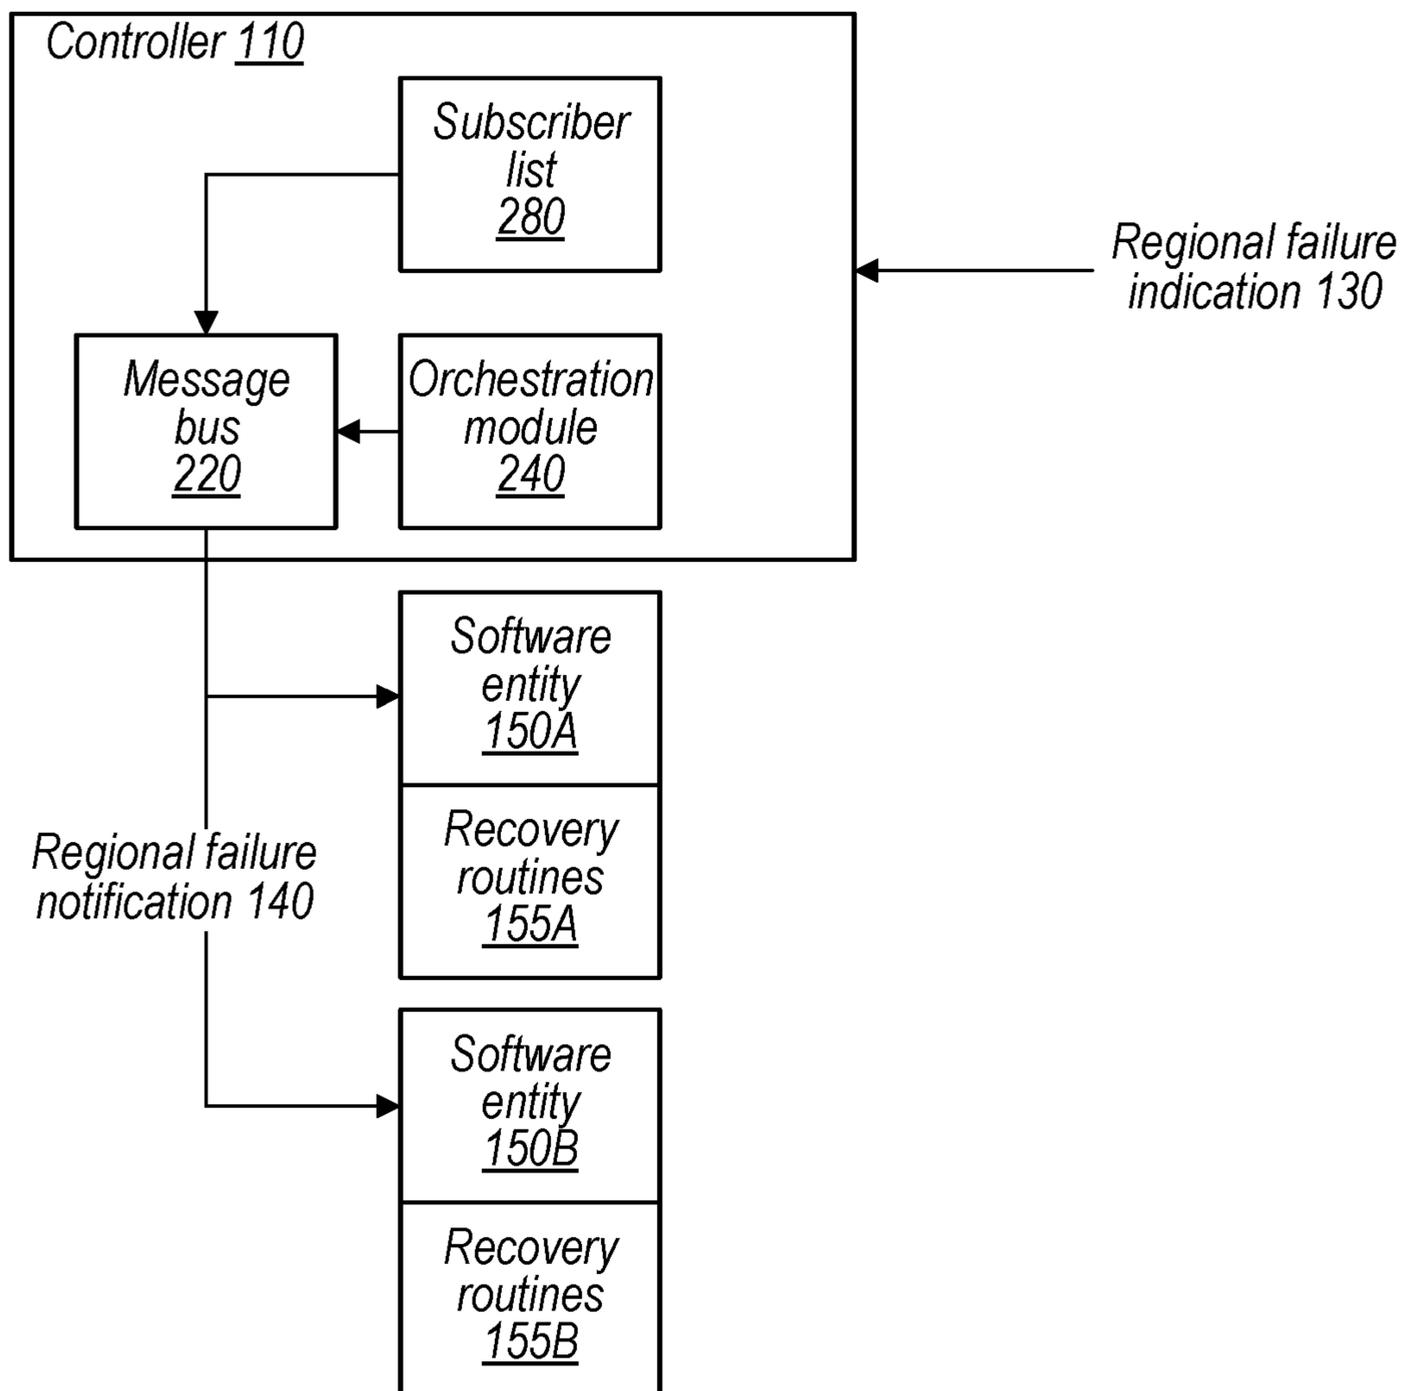 Controller 110
Subscriber
list
280
Regional failure
indication 130
Message
bus
220
Orchestration
module
240
Software
entity
150A
Recovery
routines
155A
Regional failure
notification 140
Software
entity
150B
Recovery
routines
155B